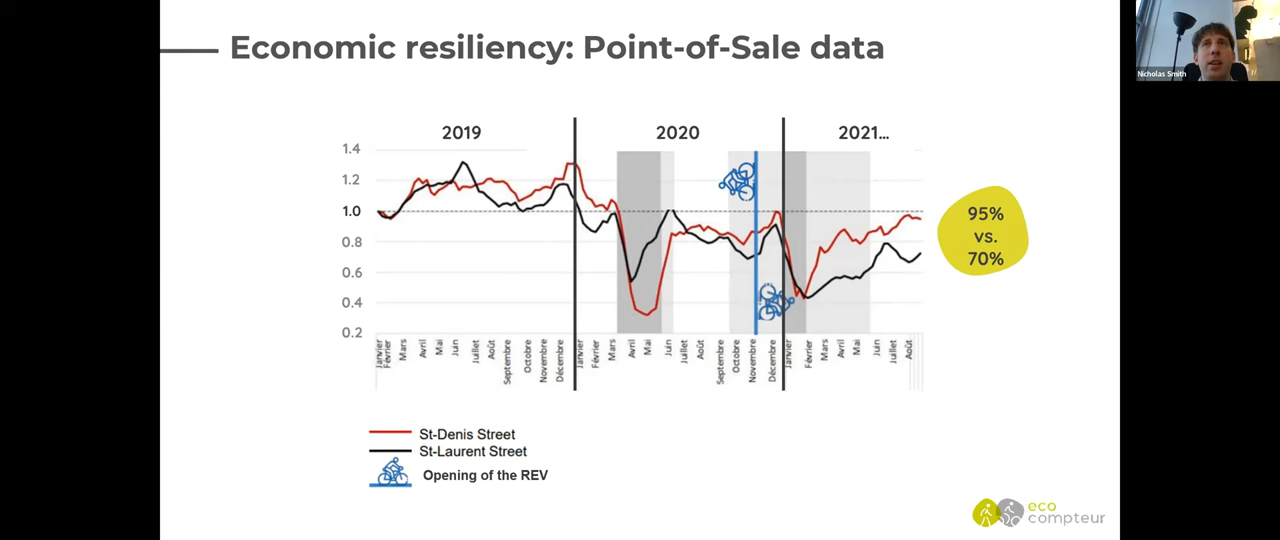 Economic resiliency: Point-of-Sale data
Nicholas Smith
2019
2020
2021...
1.4
1.2
1.0
0.8
0.6
0.4
0.2
95%
vs.
70%
Janvier
Février
Mars
Avril
Mai
Juin
Juillet
Août
Septembre
Octobre
Novembre
Décembre
Janvier
Février
Mars
Avril
Mai
Juin
Juillet
Août
Septembre
Octobre
Novembre
Décembre
Janvier
Février
Mars
Avril
Mai
Juin
Juillet
Août
St-Denis Street
St-Laurent Street
Opening of the REV
eco
compteur